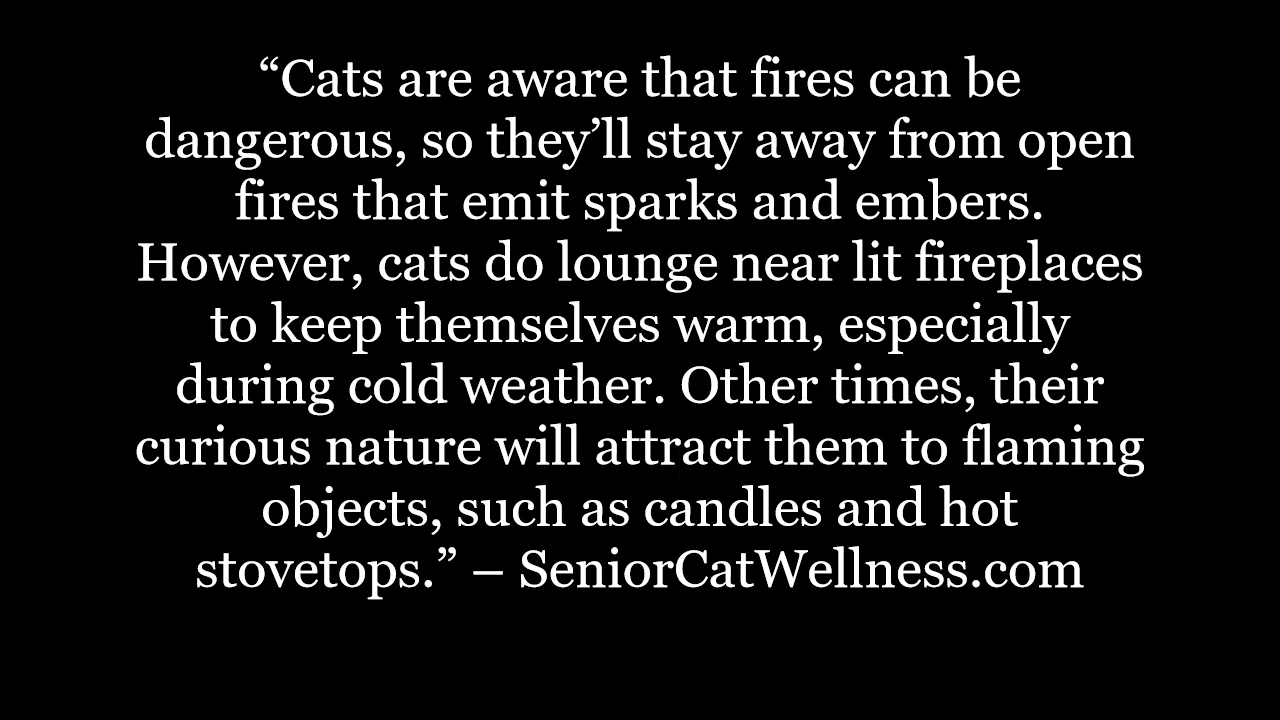 “Cats are aware that fires can be
dangerous, so they’ll stay away from open
fires that emit sparks and embers.
However, cats do lounge near lit fireplaces
to keep themselves warm, especially
during cold weather. Other times, their
curious nature will attract them to flaming
objects, such as candles and hot
stovetops.” – SeniorCatWellness.com